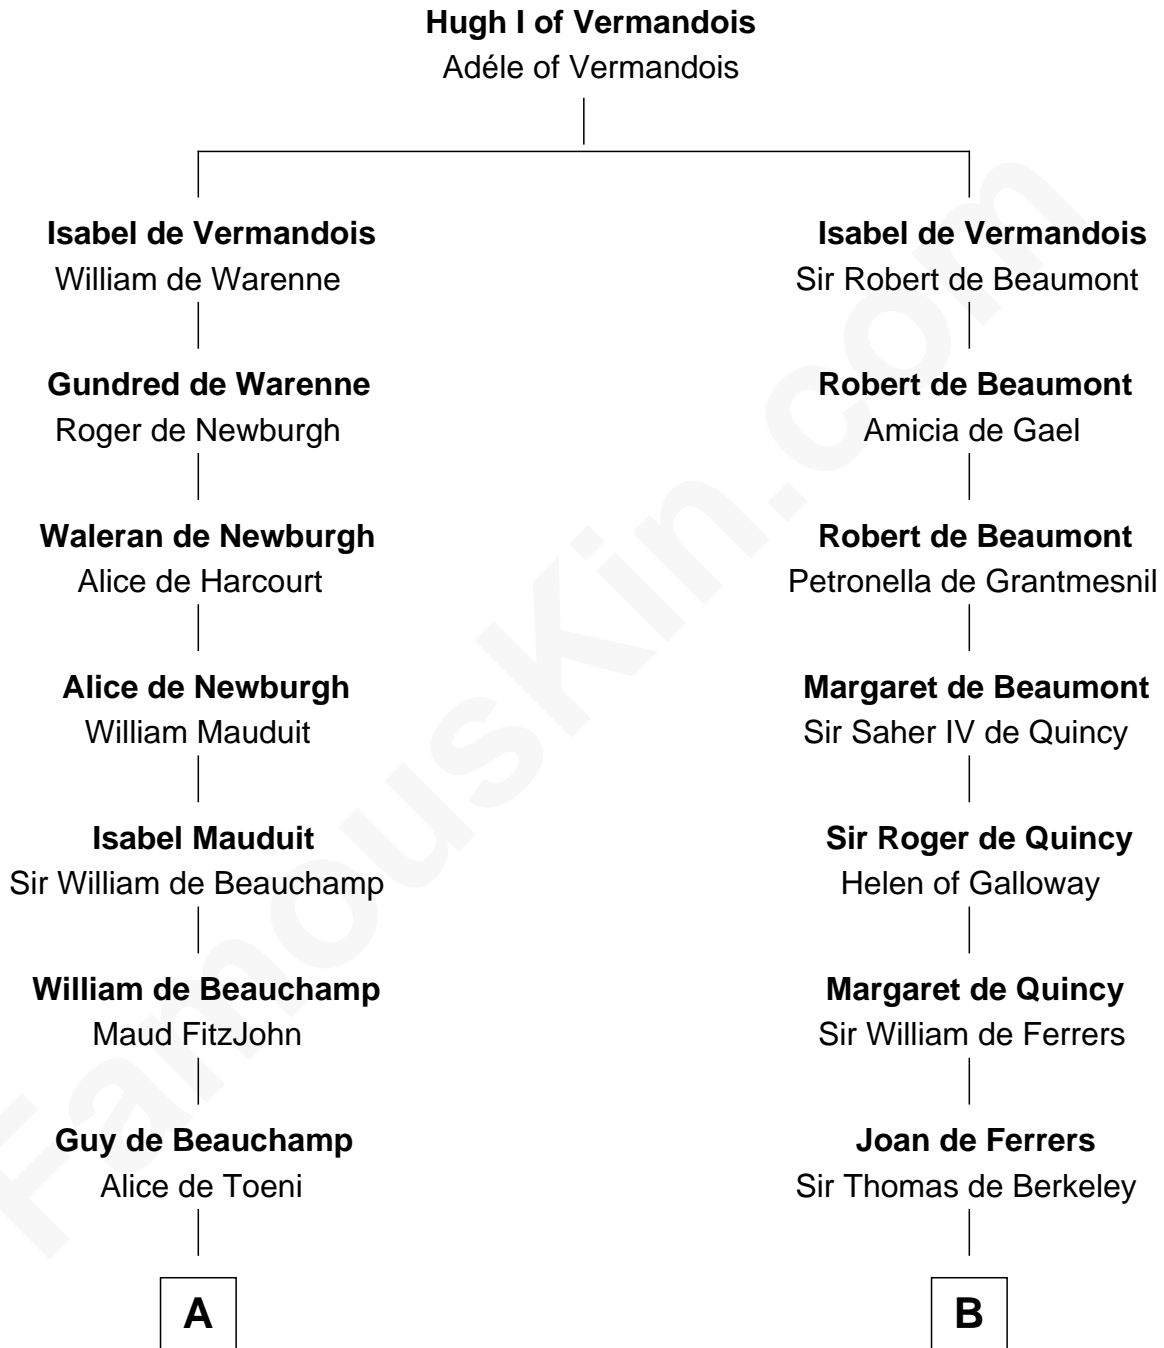 Hugh I of Vermandois
Adéle of Vermandois
Isabel de Vermandois
William de Warenne
Gundred de Warenne
Roger de Newburgh
Waleran de Newburgh
Alice de Harcourt
Alice de Newburgh
William Mauduit
Isabel Mauduit
Sir William de Beauchamp
William de Beauchamp
Maud FitzJohn
Guy de Beauchamp
Alice de Toeni
A
Isabel de Vermandois
Sir Robert de Beaumont
Robert de Beaumont
Amicia de Gael
Robert de Beaumont
Petronella de Grantmesnil
Margaret de Beaumont
Sir Saher IV de Quincy
Sir Roger de Quincy
Helen of Galloway
Margaret de Quincy
Sir William de Ferrers
Joan de Ferrers
Sir Thomas de Berkeley
B
FamousKin.com